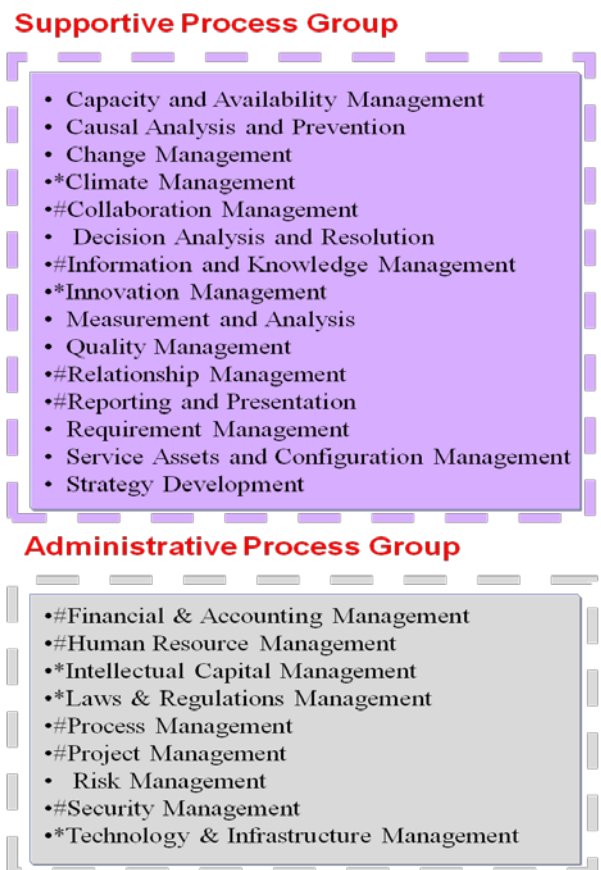 Supportive Process Group
• Capacity and Availability Management
• Causal Analysis and Prevention
• Change Management
•*Climate Management
•#Collaboration Management
• Decision Analysis and Resolution
•#Information and Knowledge Management
•*Innovation Management
• Measurement and Analysis
• Quality Management
•#Relationship Management
•#Reporting and Presentation
• Requirement Management
• Service Assets and Configuration Management
• Strategy Development
Administrative Process Group
•#Financial & Accounting Management
•#Human Resource Management
•*Intellectual Capital Management
•*Laws & Regulations Management
•#Process Management
•#Project Management
• Risk Management
•#Security Management
•*Technology & Infrastructure Management